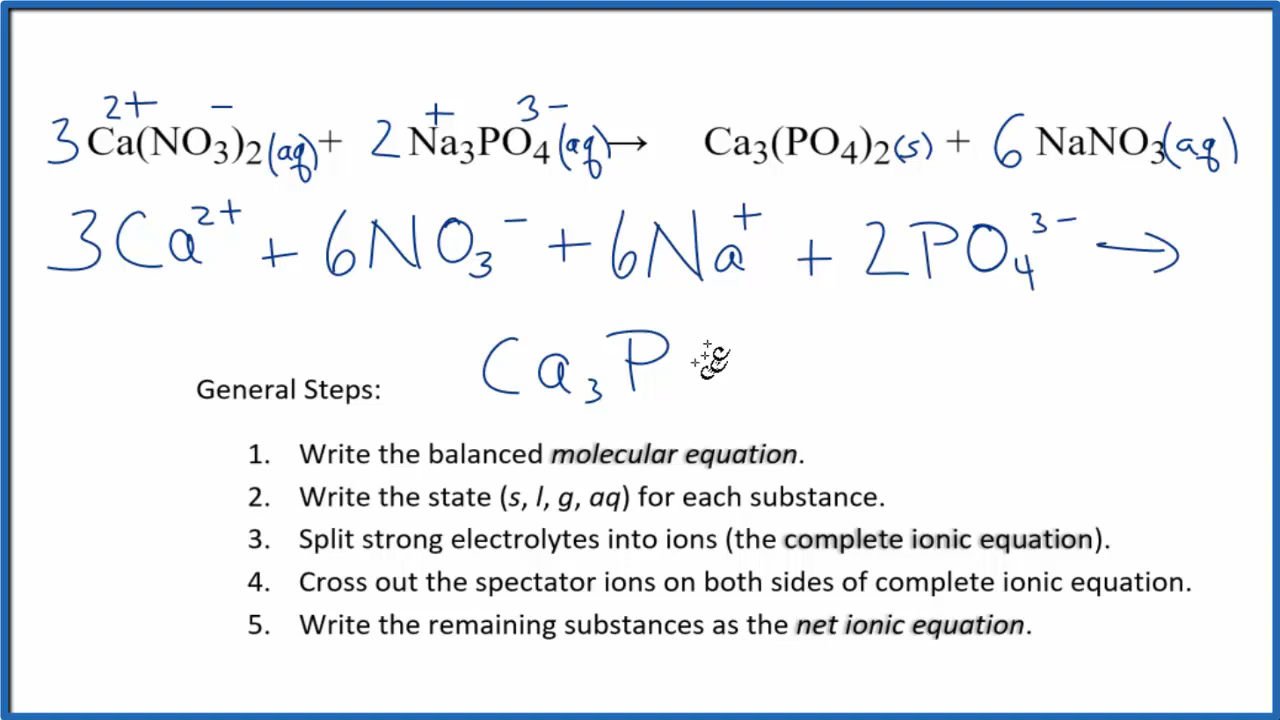 3Ca(NO₃)₂(aq) + 2Na₃PO₄(aq) → Ca₃(PO₄)₂(s) + 6NaNO₃(aq)
2+ − + 3−
3Ca²⁺ + 6NO₃⁻ + 6Na⁺ + 2PO₄³⁻ →
Ca₃P
General Steps:
1. Write the balanced molecular equation.
2. Write the state (s, l, g, aq) for each substance.
3. Split strong electrolytes into ions (the complete ionic equation).
4. Cross out the spectator ions on both sides of complete ionic equation.
5. Write the remaining substances as the net ionic equation.